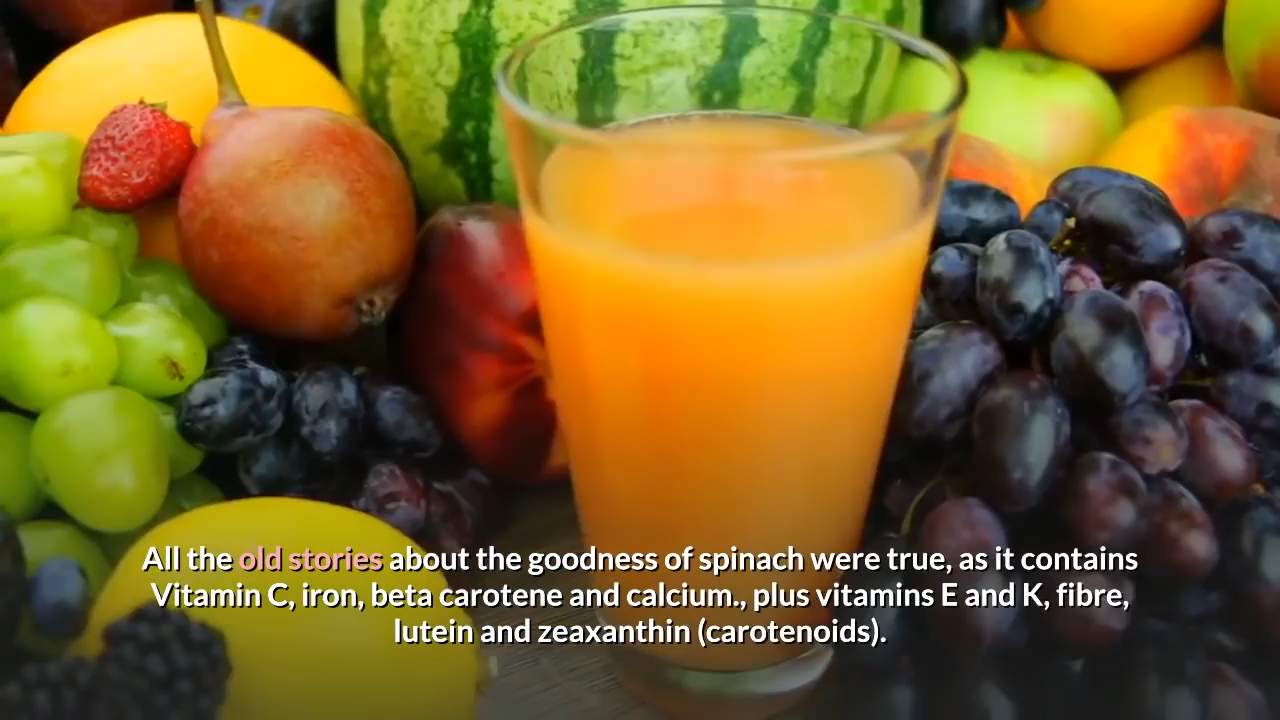 All the old stories about the goodness of spinach were true, as it contains
Vitamin C, iron, beta carotene and calcium., plus vitamins E and K, fibre,
lutein and zeaxanthin (carotenoids).